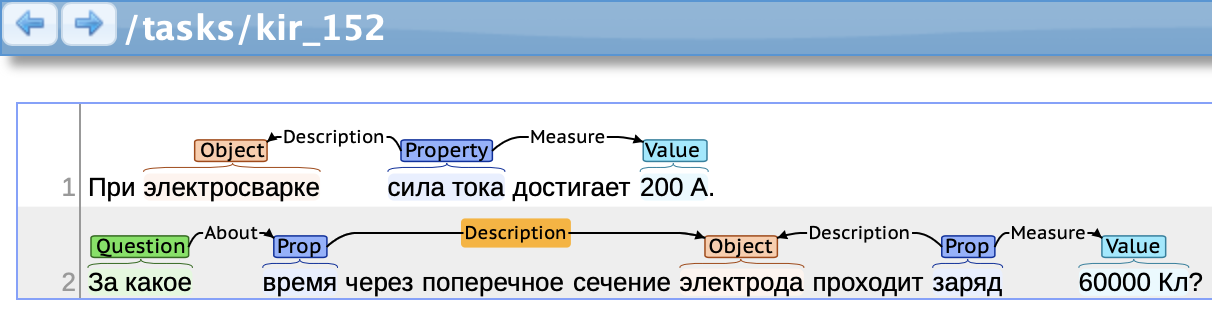 /tasks/kir_152
Object Description Property Measure Value
1 При электросварке сила тока достигает 200 А.
Question About Prop Description Object Description Prop Measure Value
2 За какое время через поперечное сечение электрода проходит заряд 60000 Кл?